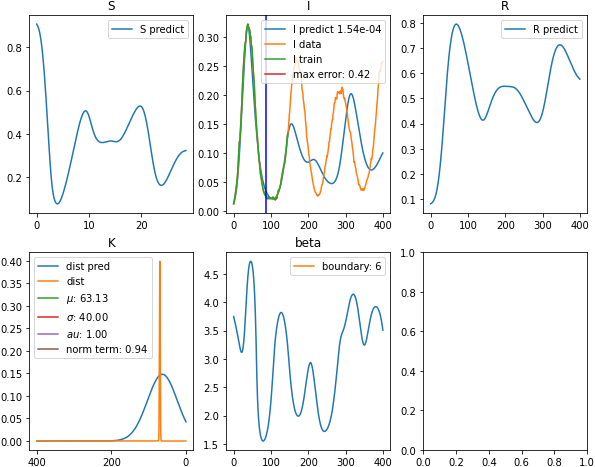 S
I
R
S predict
I predict 1.54e-04
I data
I train
max error: 0.42
R predict
0.8
0.6
0.4
0.2
0 10 20
0.30
0.25
0.20
0.15
0.10
0.05
0.00
0 100 200 300 400
0.8
0.7
0.6
0.5
0.4
0.3
0.2
0.1
0 100 200 300 400
K
beta
dist pred
dist
μ: 63.13
σ: 40.00
au: 1.00
norm term: 0.94
boundary: 6
0.40
0.35
0.30
0.25
0.20
0.15
0.10
0.05
0.00
400 200 0
4.5
4.0
3.5
3.0
2.5
2.0
1.5
0 100 200 300 400
1.0
0.8
0.6
0.4
0.2
0.0
0.0 0.2 0.4 0.6 0.8 1.0